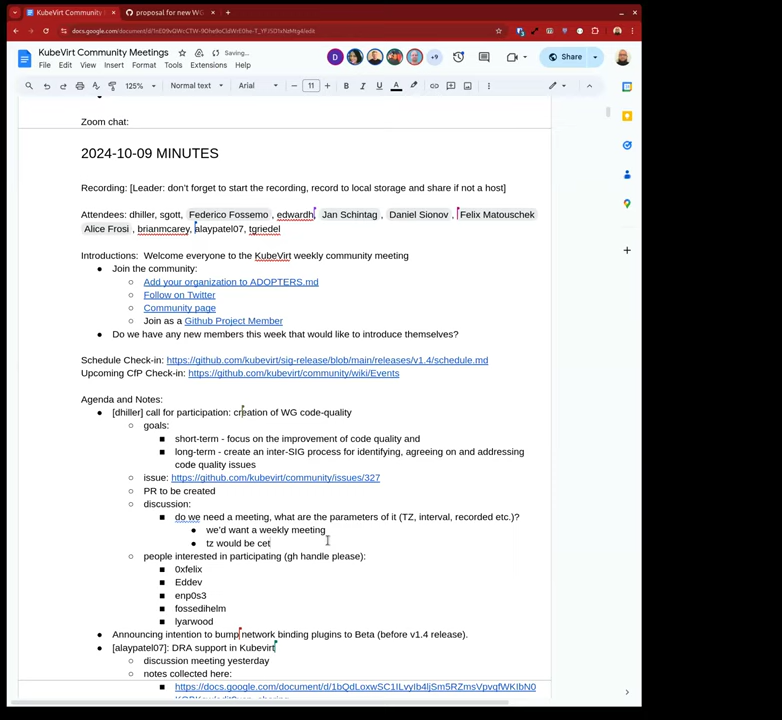 KubeVirt Community Meetings
proposal for new WG
docs.google.com
KubeVirt Community Meetings
Saving...
File Edit View Insert Format Tools Extensions Help
+9
Share
125%
Normal text
Arial
11
Zoom chat:
2024-10-09 MINUTES
Recording: [Leader: don't forget to start the recording, record to local storage and share if not a host]
Attendees: dhiller, sgott, Federico Fossemo , edwardh, Jan Schintag , Daniel Sionov , Felix Matouschek
Alice Frosi , brianmcarey, alaypatel07, tgriedel
Introductions: Welcome everyone to the KubeVirt weekly community meeting
● Join the community:
○ Add your organization to ADOPTERS.md
○ Follow on Twitter
○ Community page
○ Join as a Github Project Member
● Do we have any new members this week that would like to introduce themselves?
Schedule Check-in: https://github.com/kubevirt/sig-release/blob/main/releases/v1.4/schedule.md
Upcoming CfP Check-in: https://github.com/kubevirt/community/wiki/Events
Agenda and Notes:
● [dhiller] call for participation: creation of WG code-quality
○ goals:
■ short-term - focus on the improvement of code quality and
■ long-term - create an inter-SIG process for identifying, agreeing on and addressing
code quality issues
○ issue: https://github.com/kubevirt/community/issues/327
○ PR to be created
○ discussion:
■ do we need a meeting, what are the parameters of it (TZ, interval, recorded etc.)?
● we'd want a weekly meeting
● tz would be cet
○ people interested in participating (gh handle please):
■ 0xfelix
■ Eddev
■ enp0s3
■ fossedihelm
■ lyarwood
● Announcing intention to bump network binding plugins to Beta (before v1.4 release).
● [alaypatel07]: DRA support in Kubevirt
○ discussion meeting yesterday
○ notes collected here: